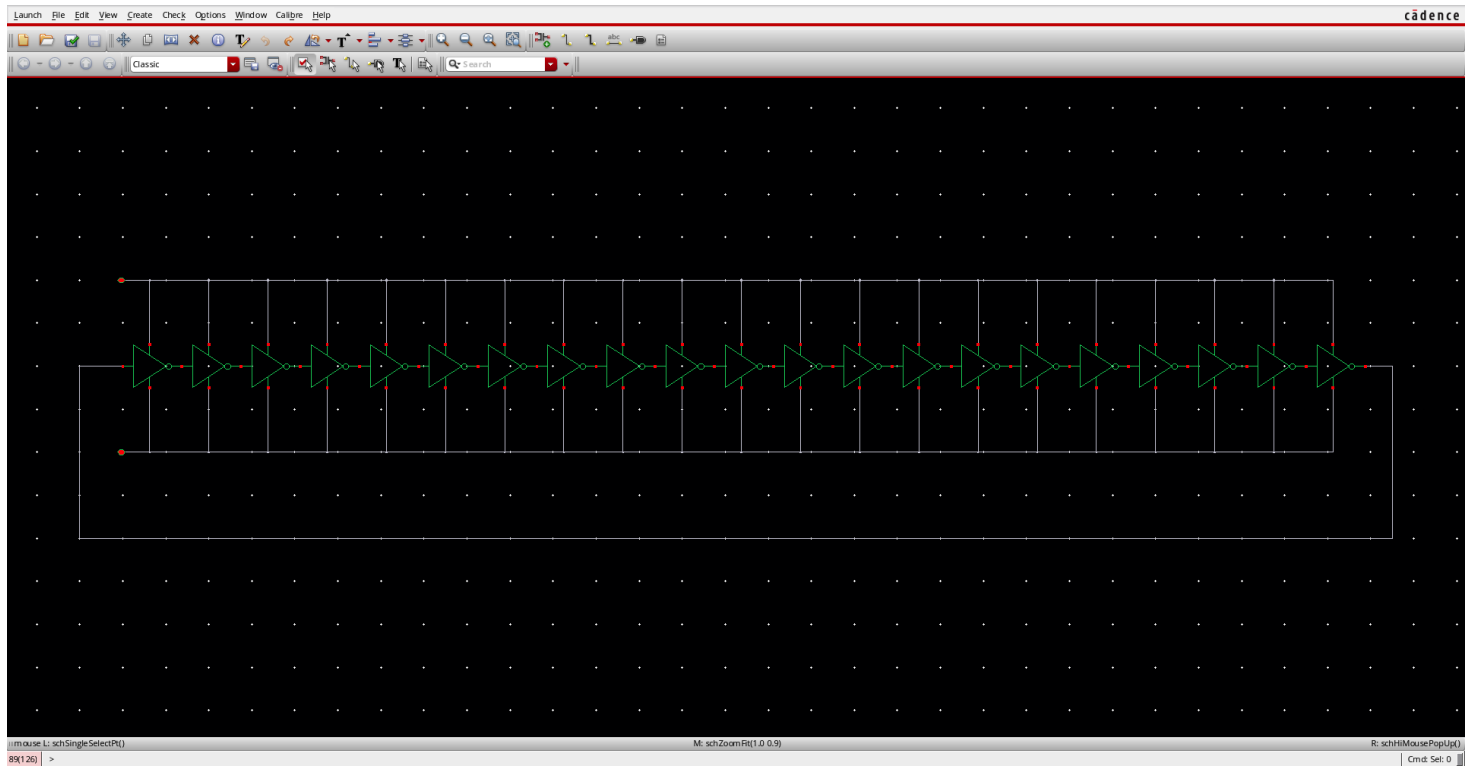 Launch File Edit View Create Check Options Window Calibre Help cādence
Classic Search
mouse L: schSingleSelectPt() M: schZoomFit(1.0 0.9) R: schHiMousePopUp()
89(126) > Cmd: Sel: 0